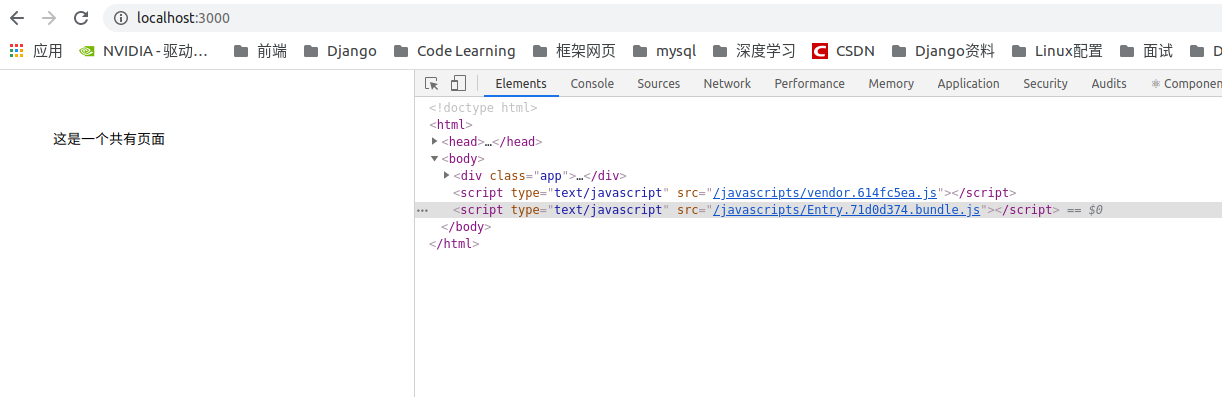 localhost:3000
应用 NVIDIA - 驱动... 前端 Django Code Learning 框架网页 mysql 深度学习 C CSDN Django资料 Linux配置 面试 D
Elements Console Sources Network Performance Memory Application Security Audits Componen
这是一个共有页面
<!doctype html>
<html>
<head>…</head>
<body>
<div class="app">…</div>
<script type="text/javascript" src="/javascripts/vendor.614fc5ea.js"></script>
<script type="text/javascript" src="/javascripts/Entry.71d0d374.bundle.js"></script> == $0
</body>
</html>